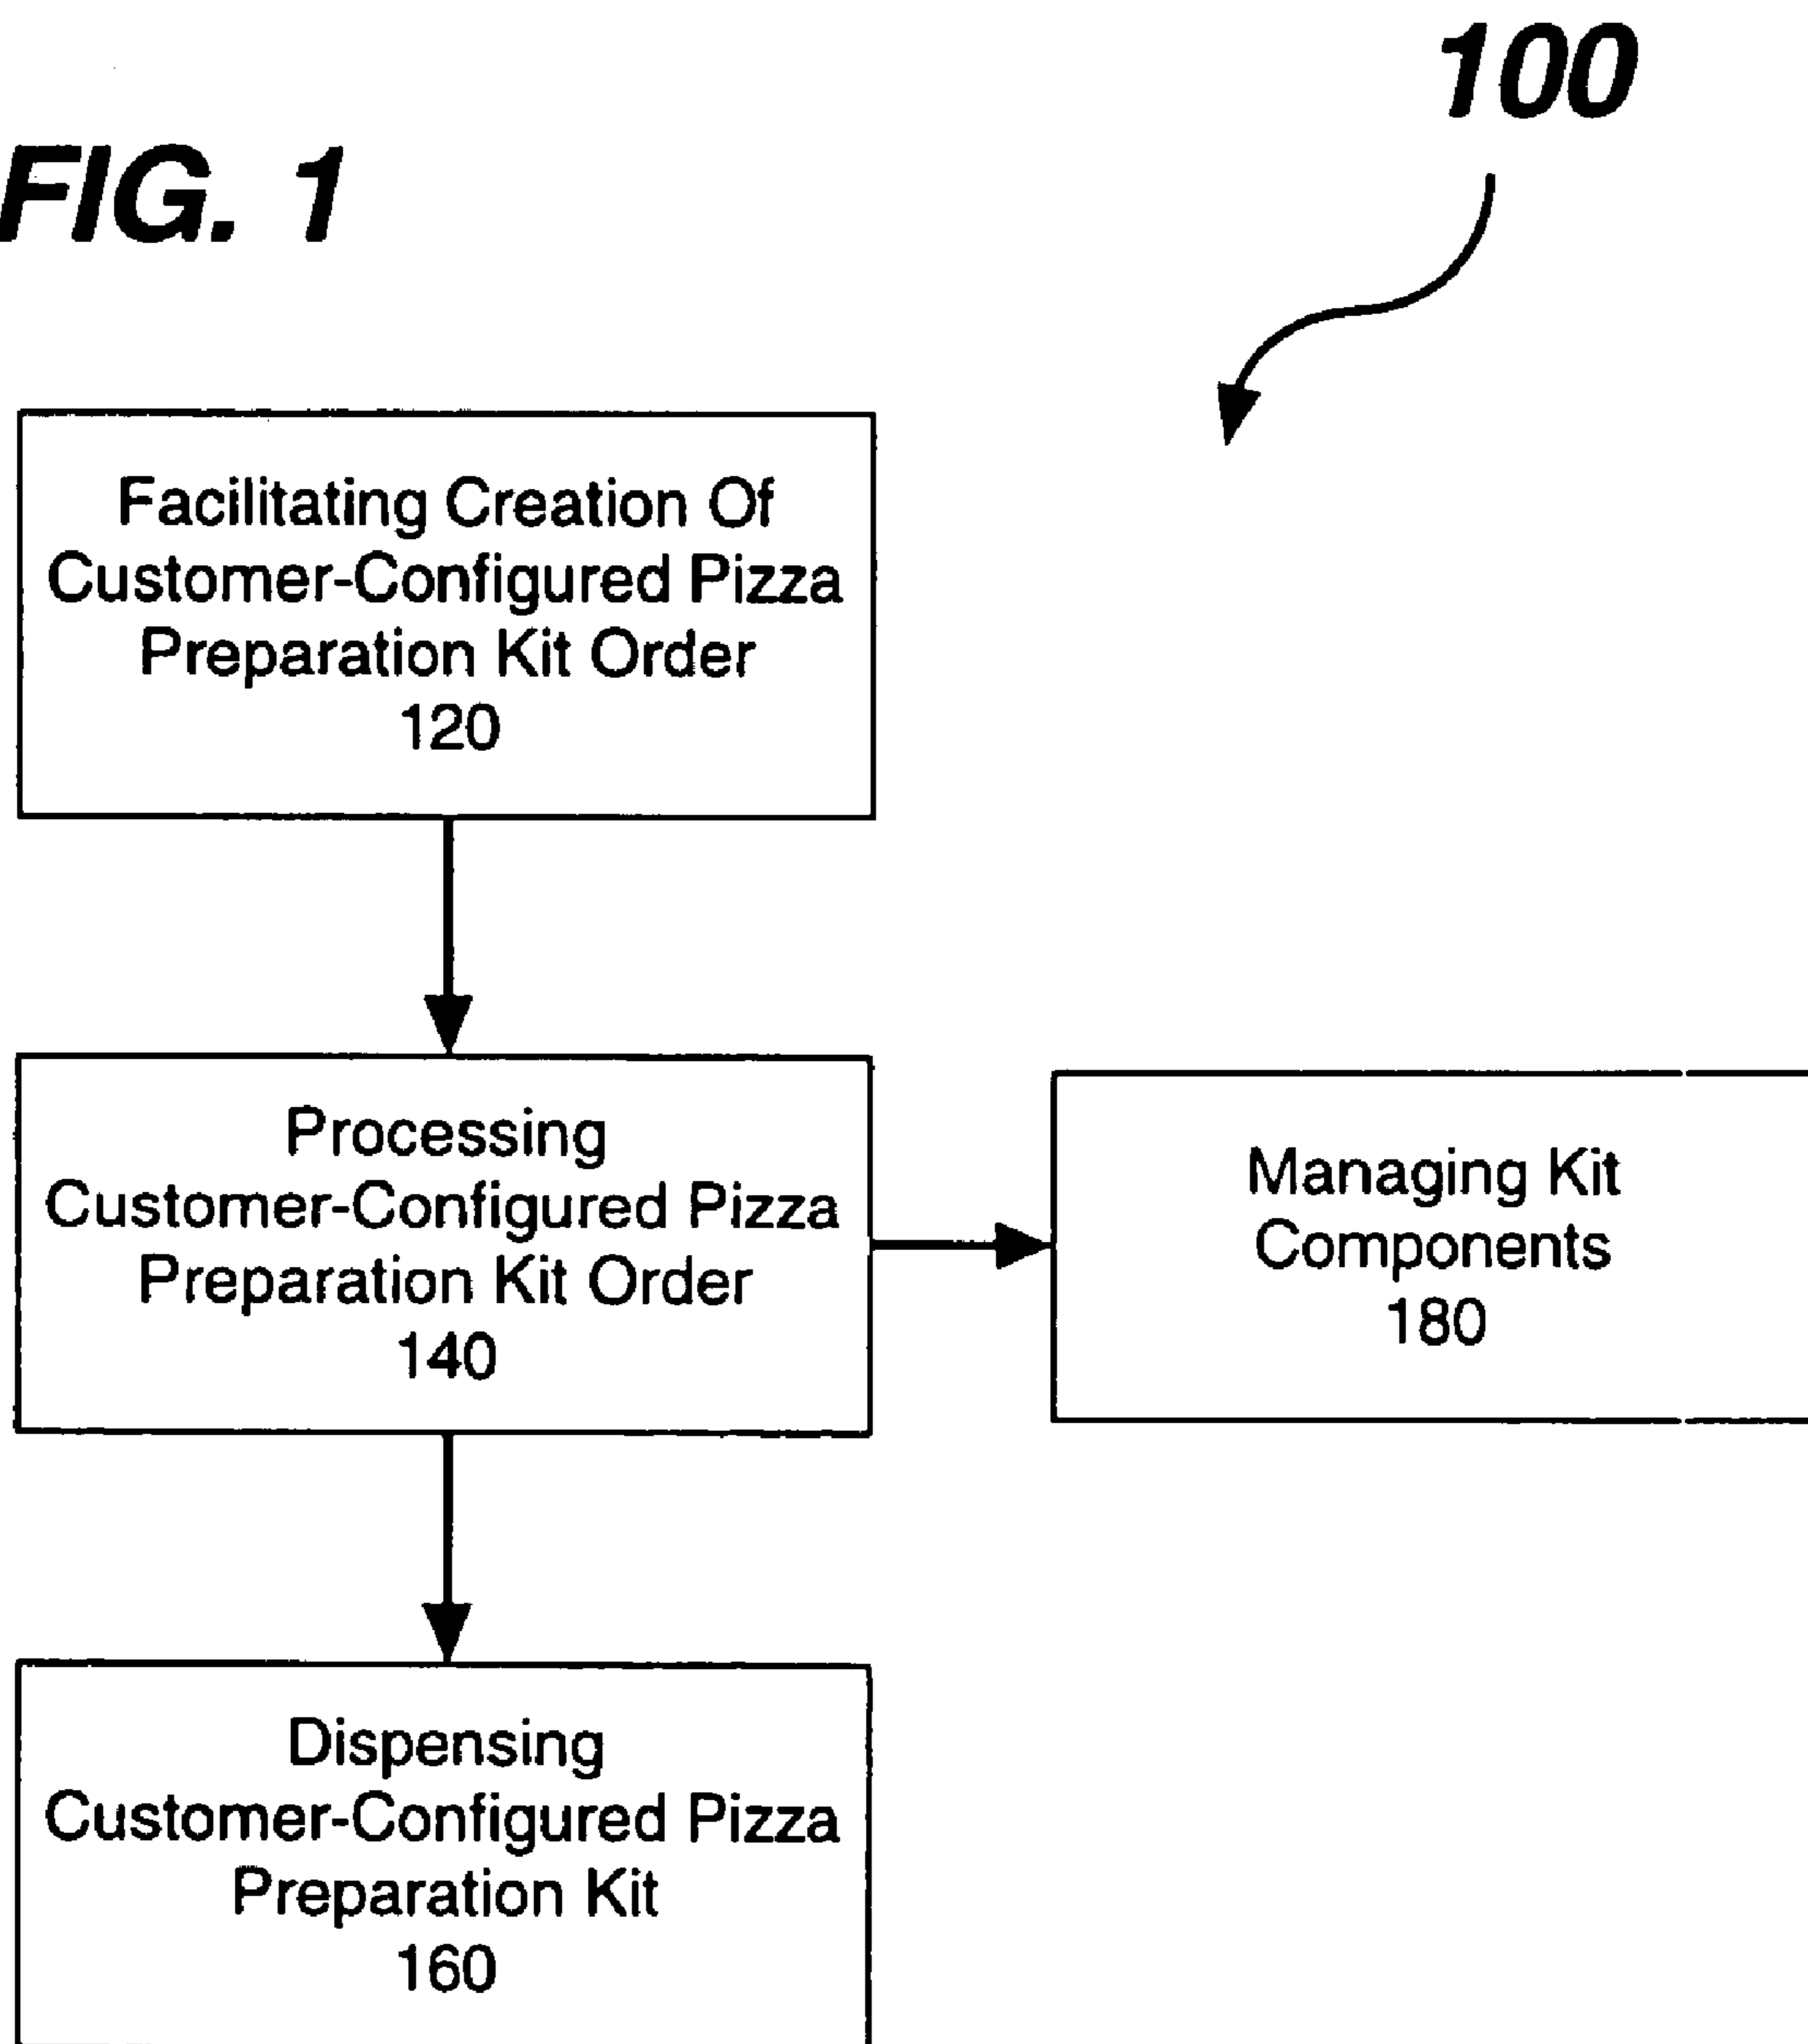 100
FIG. 1
Facilitating Creation Of
Customer-Configured Pizza
Preparation Kit Order
120
Processing
Customer-Configured Pizza
Preparation Kit Order
140
Managing Kit
Components
180
Dispensing
Customer-Configured Pizza
Preparation Kit
160